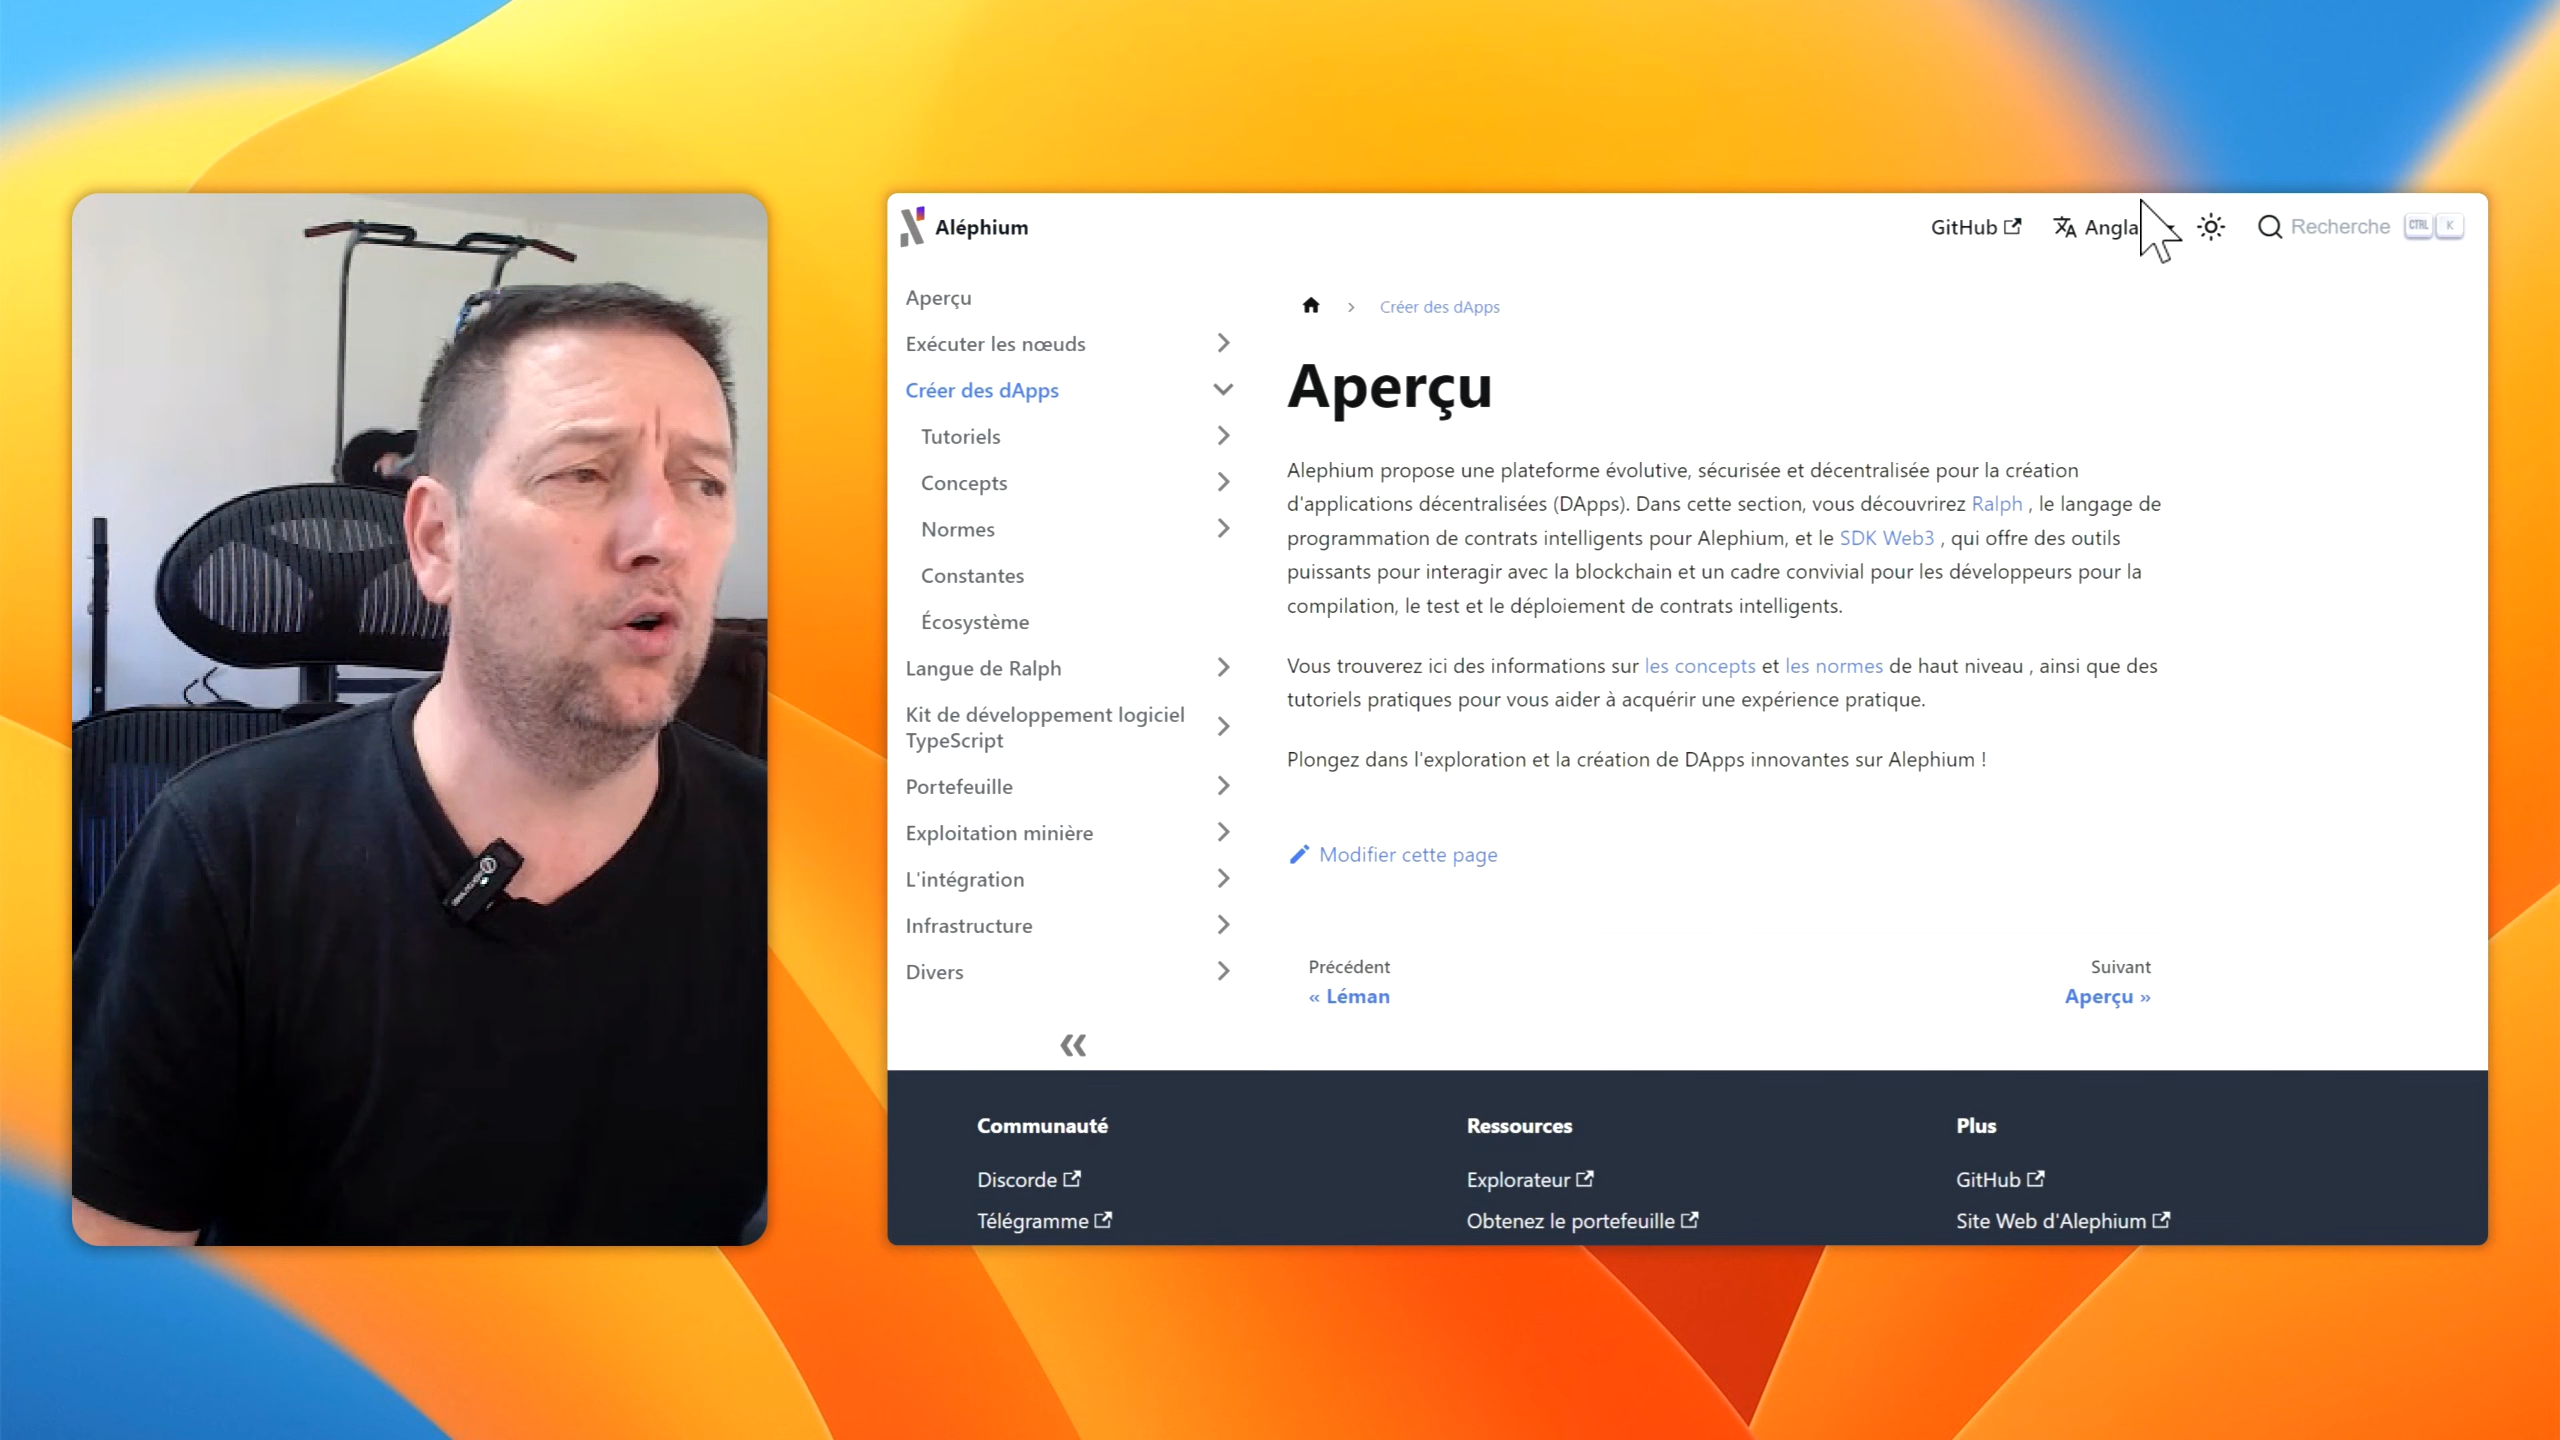 Aléphium
GitHub
Angla
Recherche
CTRL K
Aperçu
Exécuter les nœuds
Créer des dApps
Tutoriels
Concepts
Normes
Constantes
Écosystème
Langue de Ralph
Kit de développement logiciel
TypeScript
Portefeuille
Exploitation minière
L'intégration
Infrastructure
Divers
Créer des dApps
Aperçu
Alephium propose une plateforme évolutive, sécurisée et décentralisée pour la création
d'applications décentralisées (DApps). Dans cette section, vous découvrirez Ralph , le langage de
programmation de contrats intelligents pour Alephium, et le SDK Web3 , qui offre des outils
puissants pour interagir avec la blockchain et un cadre convivial pour les développeurs pour la
compilation, le test et le déploiement de contrats intelligents.
Vous trouverez ici des informations sur les concepts et les normes de haut niveau , ainsi que des
tutoriels pratiques pour vous aider à acquérir une expérience pratique.
Plongez dans l'exploration et la création de DApps innovantes sur Alephium !
Modifier cette page
Précédent
« Léman
Suivant
Aperçu »
Communauté
Discorde
Télégramme
Ressources
Explorateur
Obtenez le portefeuille
Plus
GitHub
Site Web d'Alephium